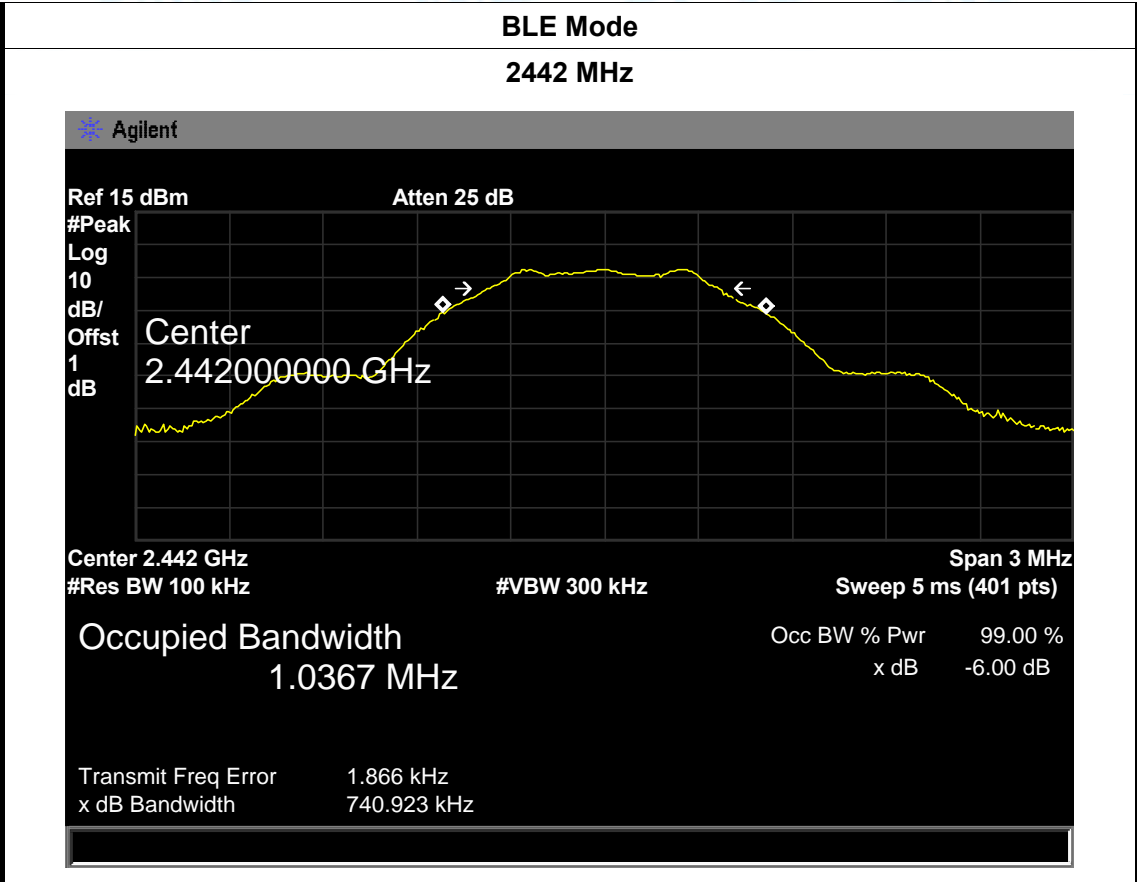 BLE Mode
2442 MHz
Agilent
Ref 15 dBm Atten 25 dB
#Peak
Log
10
dB/
Offst
1
dB
Center
2.442000000 GHz
Center 2.442 GHz Span 3 MHz
#Res BW 100 kHz #VBW 300 kHz Sweep 5 ms (401 pts)
Occupied Bandwidth Occ BW % Pwr 99.00 %
1.0367 MHz x dB -6.00 dB
Transmit Freq Error 1.866 kHz
x dB Bandwidth 740.923 kHz